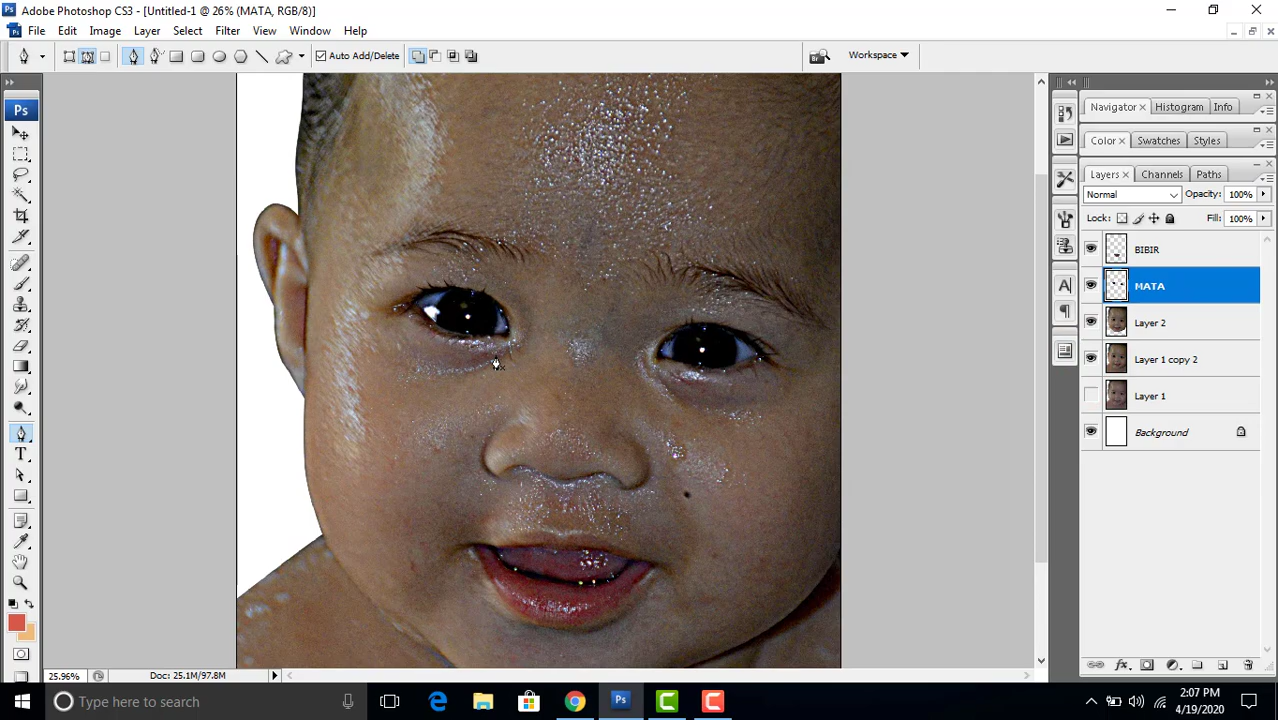 Adobe Photoshop CS3 - [Untitled-1 @ 26% (MATA, RGB/8)]
File Edit Image Layer Select Filter View Window Help
Auto Add/Delete
Workspace
Ps
Navigator Histogram Info
Color Swatches Styles
Layers Channels Paths
Normal Opacity: 100%
Lock: Fill: 100%
BIBIR
MATA
Layer 2
Layer 1 copy 2
Layer 1
Background
25.96% Doc: 25.1M/97.8M
Type here to search
2:07 PM
4/19/2020